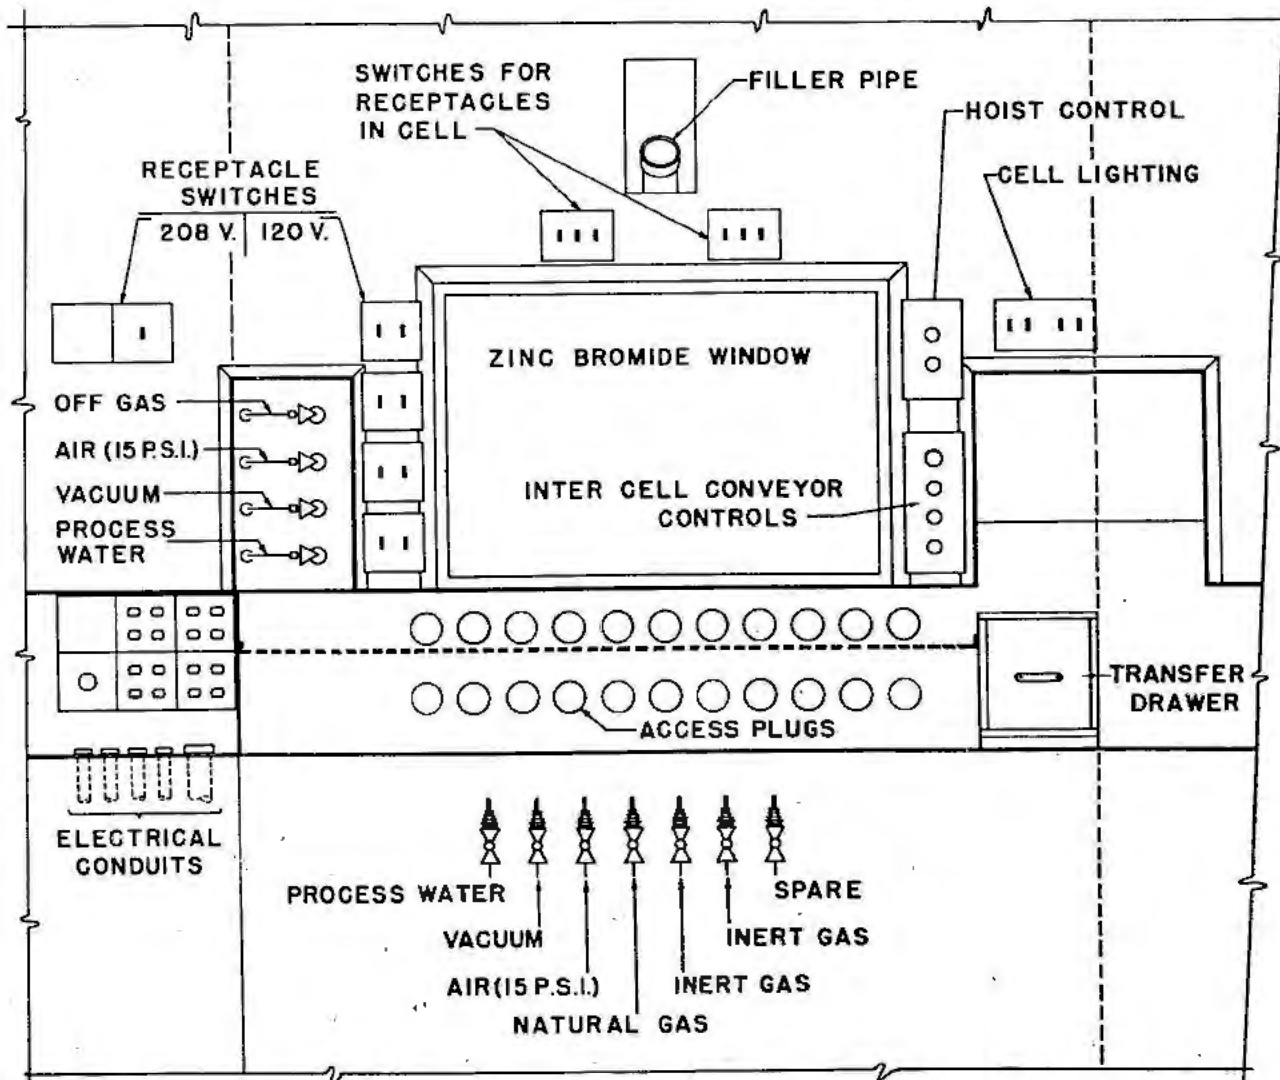 SWITCHES FOR
RECEPTACLES
IN CELL
FILLER PIPE
HOIST CONTROL
CELL LIGHTING
RECEPTACLE
SWITCHES
208 V. 120 V.
ZINC BROMIDE WINDOW
OFF GAS
AIR (15 P.S.I.)
VACUUM
PROCESS
WATER
INTER CELL CONVEYOR
CONTROLS
TRANSFER
DRAWER
ACCESS PLUGS
ELECTRICAL
CONDUITS
PROCESS WATER
SPARE
VACUUM
INERT GAS
AIR (15 P.S.I.)
INERT GAS
NATURAL GAS